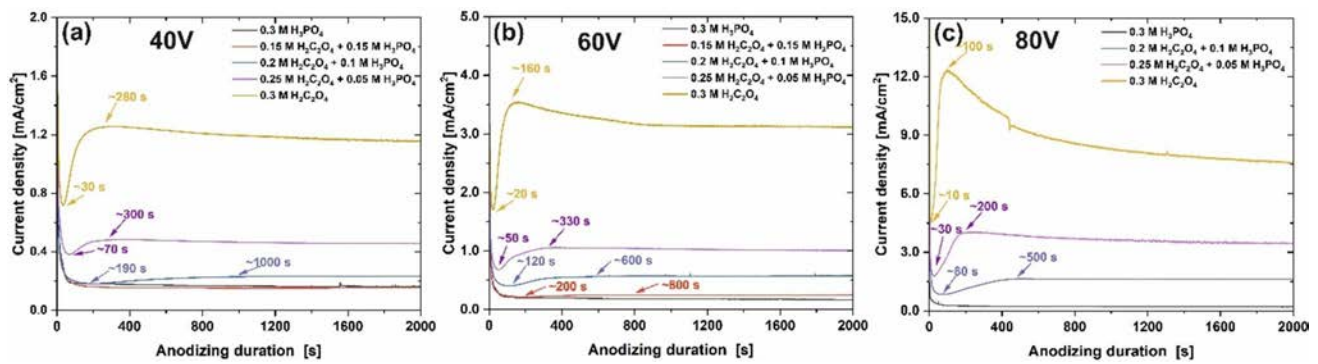 (a)
40V
0.3 M H₃PO₄
0.15 M H₂C₂O₄ + 0.15 M H₃PO₄
0.2 M H₂C₂O₄ + 0.1 M H₃PO₄
0.25 M H₂C₂O₄ + 0.05 M H₃PO₄
0.3 M H₂C₂O₄
Current density [mA/cm²]
1.6
1.2
0.8
0.4
0.0
~280 s
~30 s
~300 s
~70 s
~190 s
~1000 s
0 400 800 1200 1600 2000
Anodizing duration [s]
(b)
60V
0.3 M H₃PO₄
0.15 M H₂C₂O₄ + 0.15 M H₃PO₄
0.2 M H₂C₂O₄ + 0.1 M H₃PO₄
0.25 M H₂C₂O₄ + 0.05 M H₃PO₄
0.3 M H₂C₂O₄
Current density [mA/cm²]
5.0
4.0
3.0
2.0
1.0
0.0
~160 s
~20 s
~330 s
~50 s
~120 s
~600 s
~200 s
~800 s
0 400 800 1200 1600 2000
Anodizing duration [s]
(c)
80V
0.3 M H₃PO₄
0.2 M H₂C₂O₄ + 0.1 M H₃PO₄
0.25 M H₂C₂O₄ + 0.05 M H₃PO₄
0.3 M H₂C₂O₄
Current density [mA/cm²]
15.0
12.0
9.0
6.0
3.0
0.0
~100 s
~10 s
~200 s
~30 s
~80 s
~500 s
0 400 800 1200 1600 2000
Anodizing duration [s]